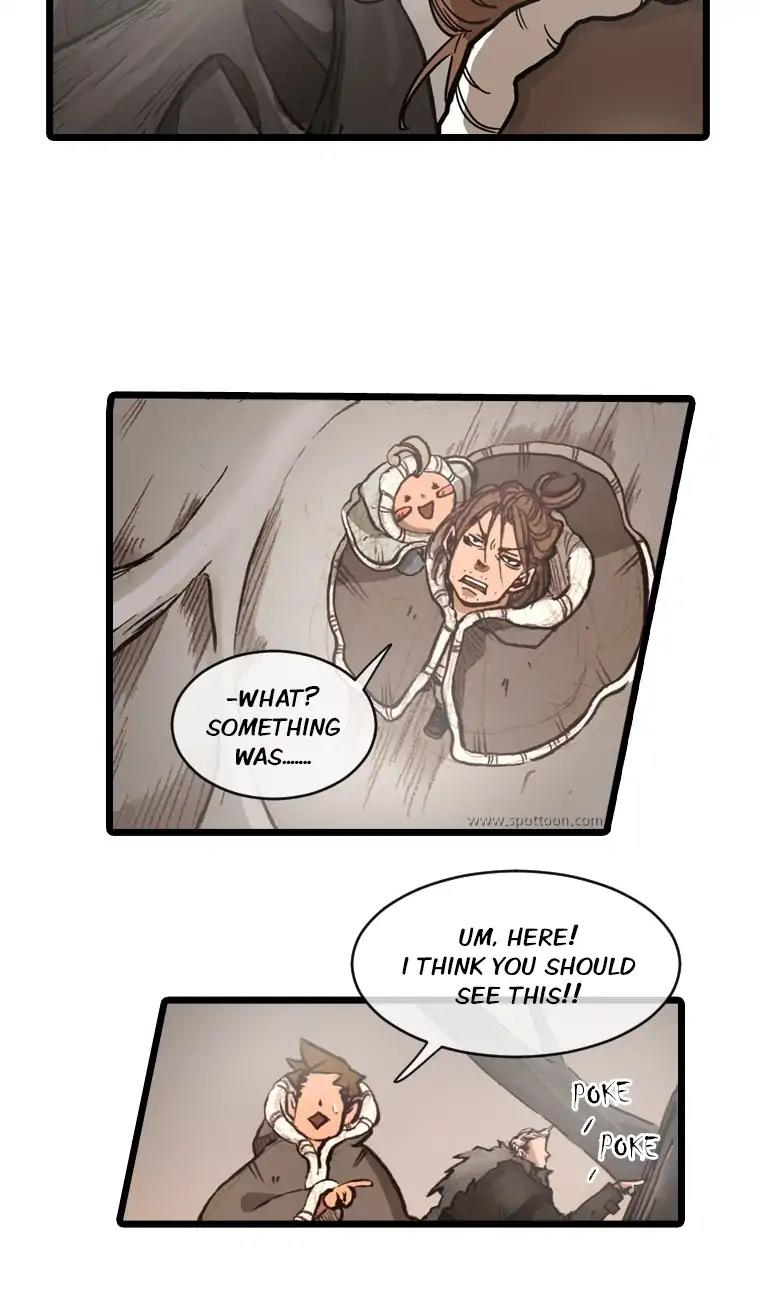 -WHAT?
SOMETHING
WAS.......
www.spottoon.com
UM, HERE!
I THINK YOU SHOULD
SEE THIS!!
POKE
POKE